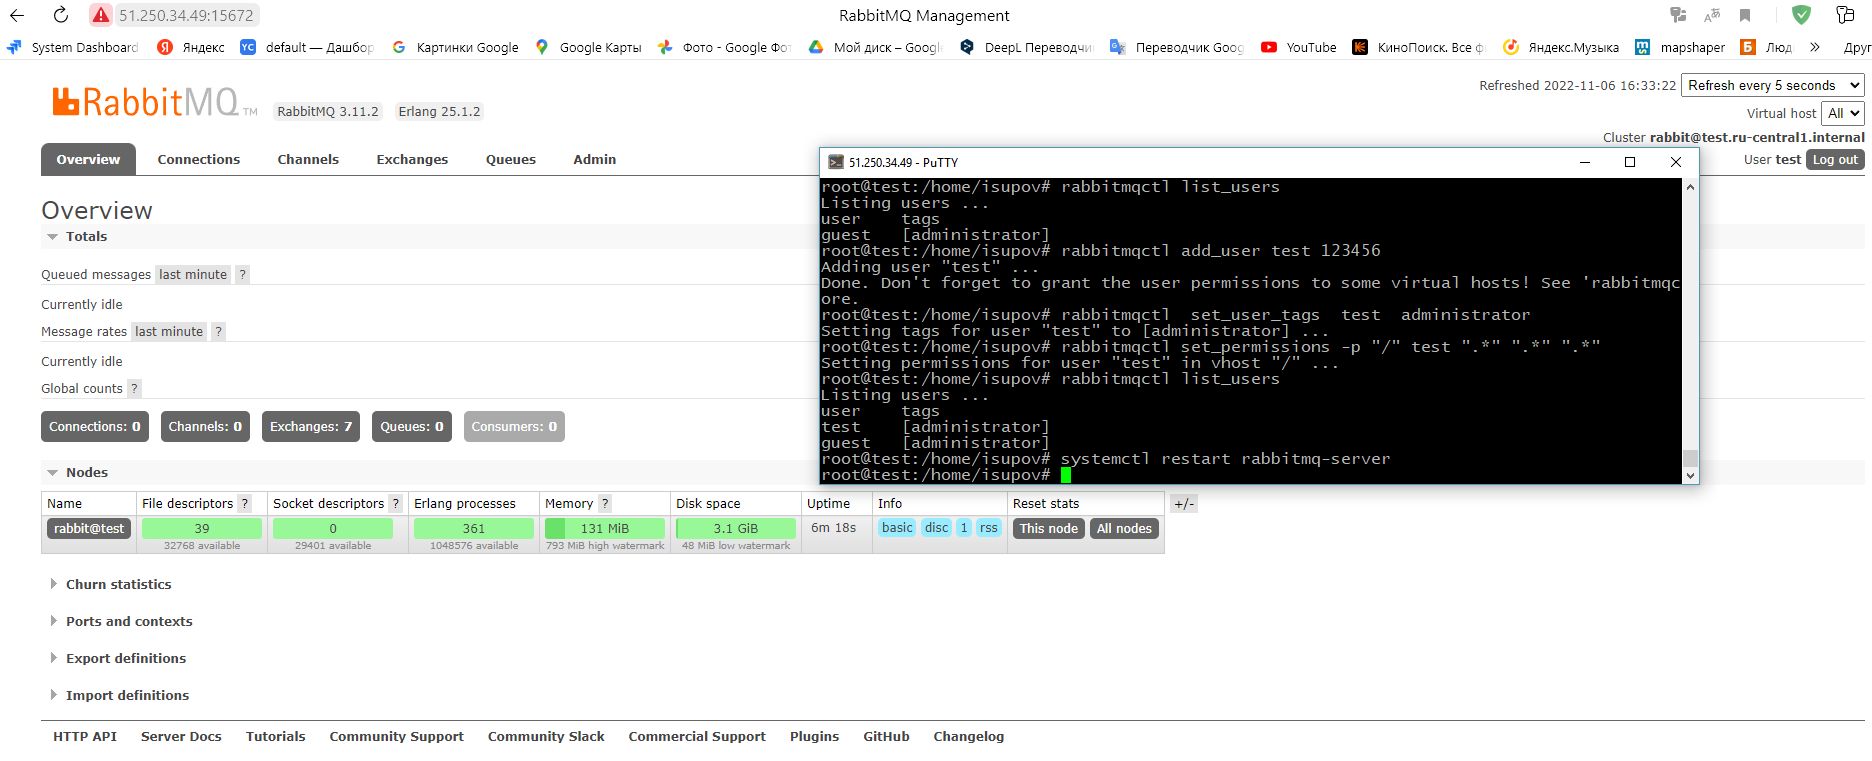 51.250.34.49:15672 RabbitMQ Management
System Dashboard Яндекс default — Дашбор Картинки Google Google Карты Фото - Google Фот Мой диск – Google DeepL Переводчи Переводчик Goog YouTube КиноПоиск. Все ф Яндекс.Музыка mapshaper Люд » Друг
RabbitMQ TM RabbitMQ 3.11.2 Erlang 25.1.2
Refreshed 2022-11-06 16:33:22 Refresh every 5 seconds
Virtual host All
Cluster rabbit@test.ru-central1.internal
User test Log out
Overview Connections Channels Exchanges Queues Admin
Overview
Totals
Queued messages last minute ?
Currently idle
Message rates last minute ?
Currently idle
Global counts ?
Connections: 0 Channels: 0 Exchanges: 7 Queues: 0 Consumers: 0
51.250.34.49 - PuTTY
root@test:/home/isupov# rabbitmqctl list_users
Listing users ...
user tags
guest [administrator]
root@test:/home/isupov# rabbitmqctl add_user test 123456
Adding user "test" ...
Done. Don't forget to grant the user permissions to some virtual hosts! See 'rabbitmqc
ore.
root@test:/home/isupov# rabbitmqctl  set_user_tags  test  administrator
Setting tags for user "test" to [administrator] ...
root@test:/home/isupov# rabbitmqctl set_permissions -p "/" test ".*" ".*" ".*"
Setting permissions for user "test" in vhost "/" ...
root@test:/home/isupov# rabbitmqctl list_users
Listing users ...
user tags
test [administrator]
guest [administrator]
root@test:/home/isupov# systemctl restart rabbitmq-server
root@test:/home/isupov#
Nodes
Name File descriptors ? Socket descriptors ? Erlang processes Memory ? Disk space Uptime Info Reset stats +/-
rabbit@test 39 0 361 131 MiB 3.1 GiB 6m 18s basic disc 1 rss This node All nodes
32768 available 29401 available 1048576 available 793 MiB high watermark 48 MiB low watermark
Churn statistics
Ports and contexts
Export definitions
Import definitions
HTTP API Server Docs Tutorials Community Support Community Slack Commercial Support Plugins GitHub Changelog